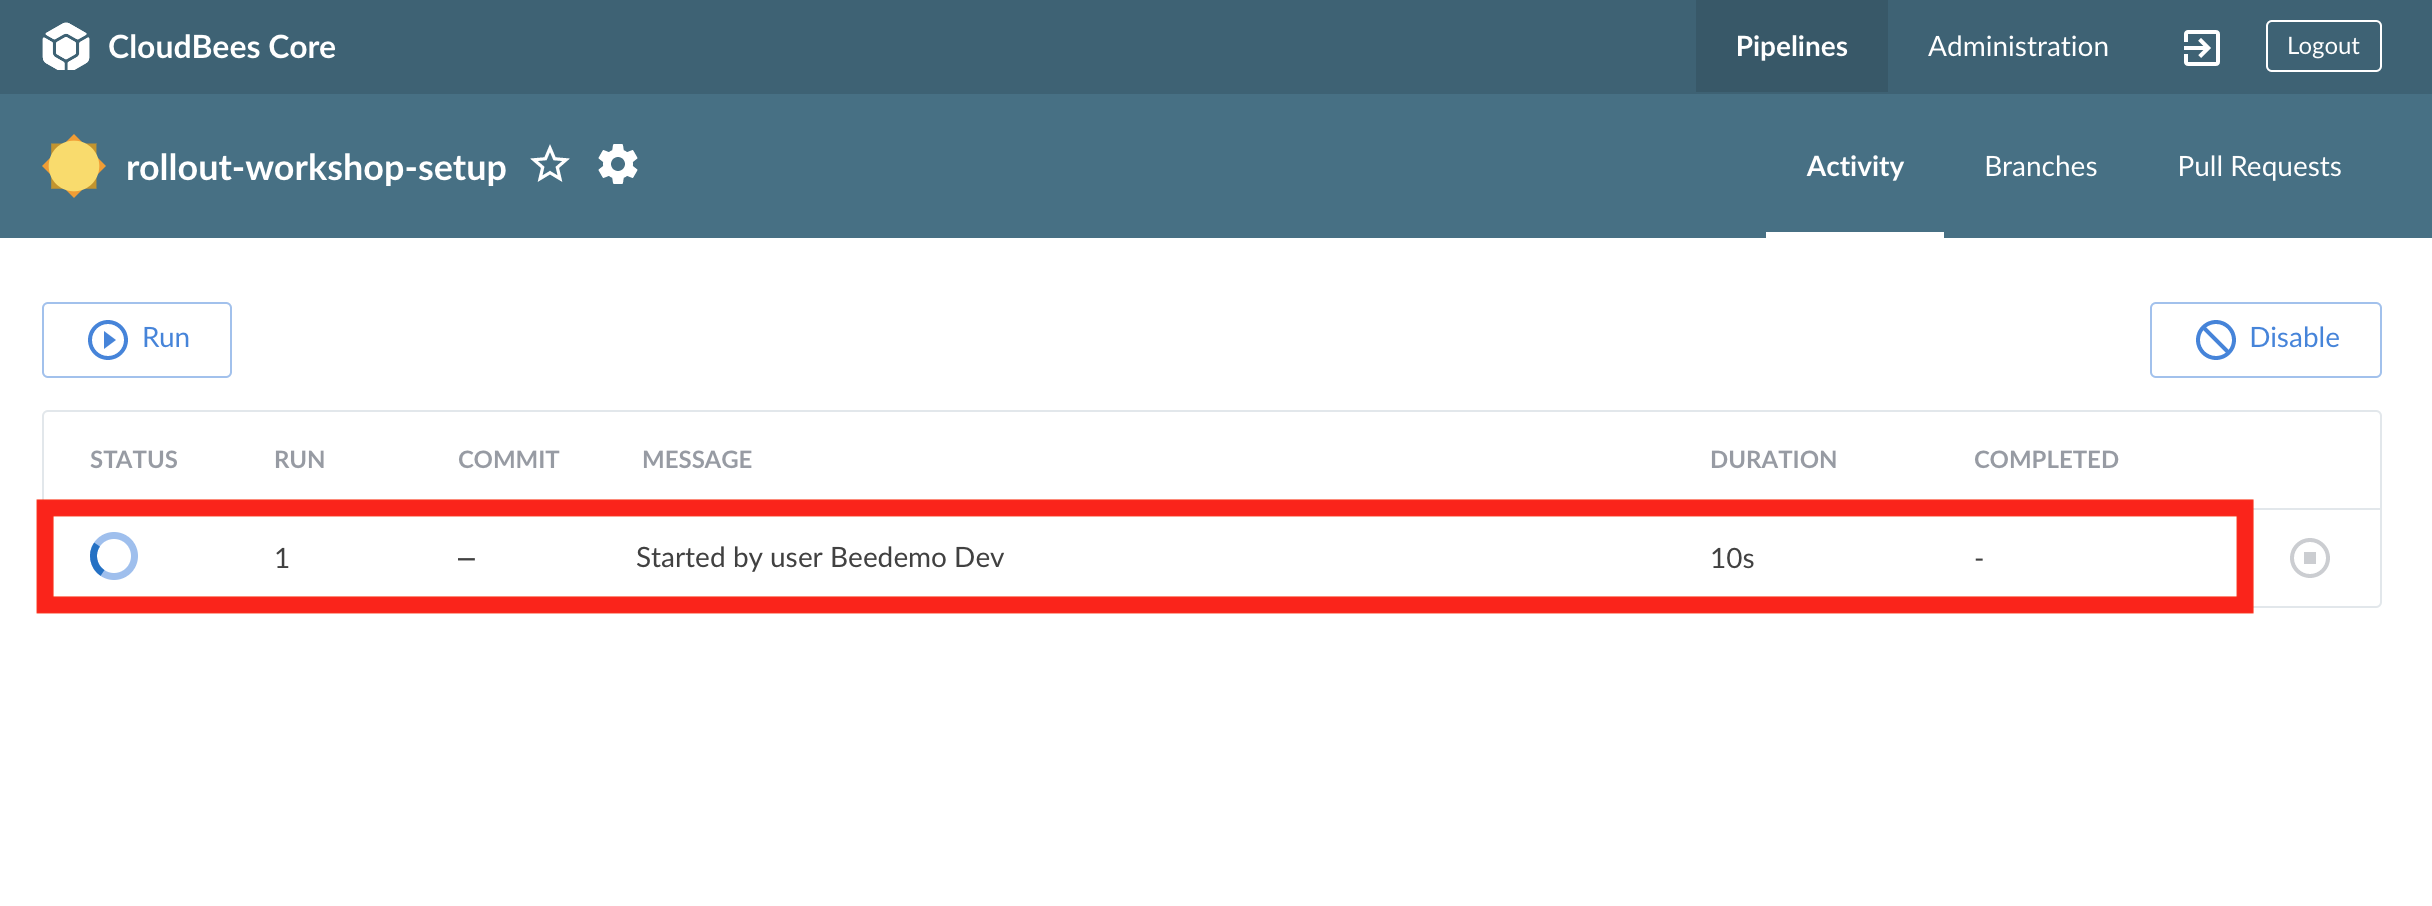 CloudBees Core Pipelines Administration Logout
rollout-workshop-setup Activity Branches Pull Requests
Run Disable
STATUS RUN COMMIT MESSAGE DURATION COMPLETED
1 – Started by user Beedemo Dev 10s -